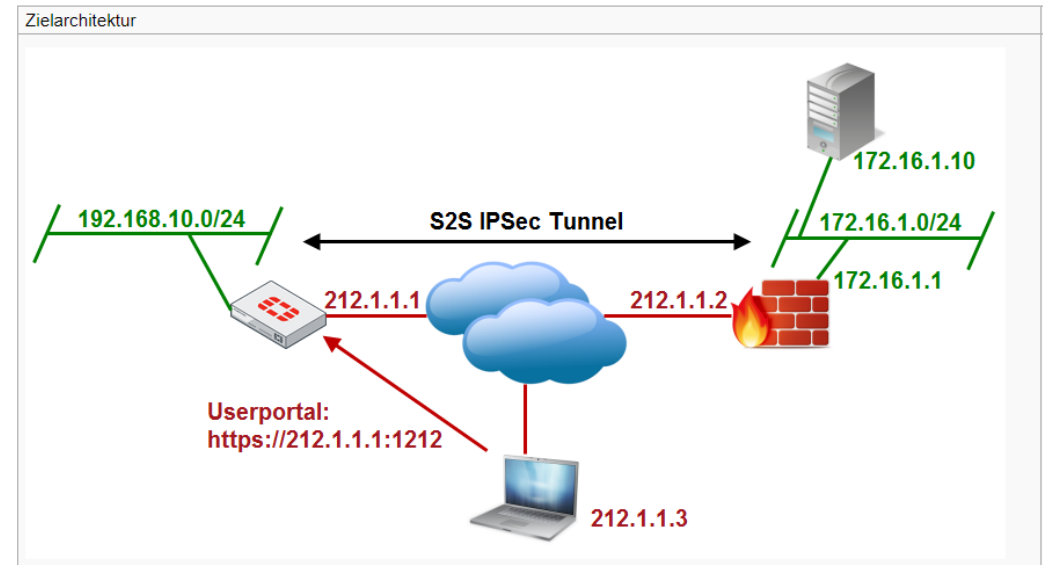 Zielarchitektur
172.16.1.10
192.168.10.0/24
S2S IPSec Tunnel
172.16.1.0/24
172.16.1.1
212.1.1.1
212.1.1.2
Userportal:
https://212.1.1.1:1212
212.1.1.3